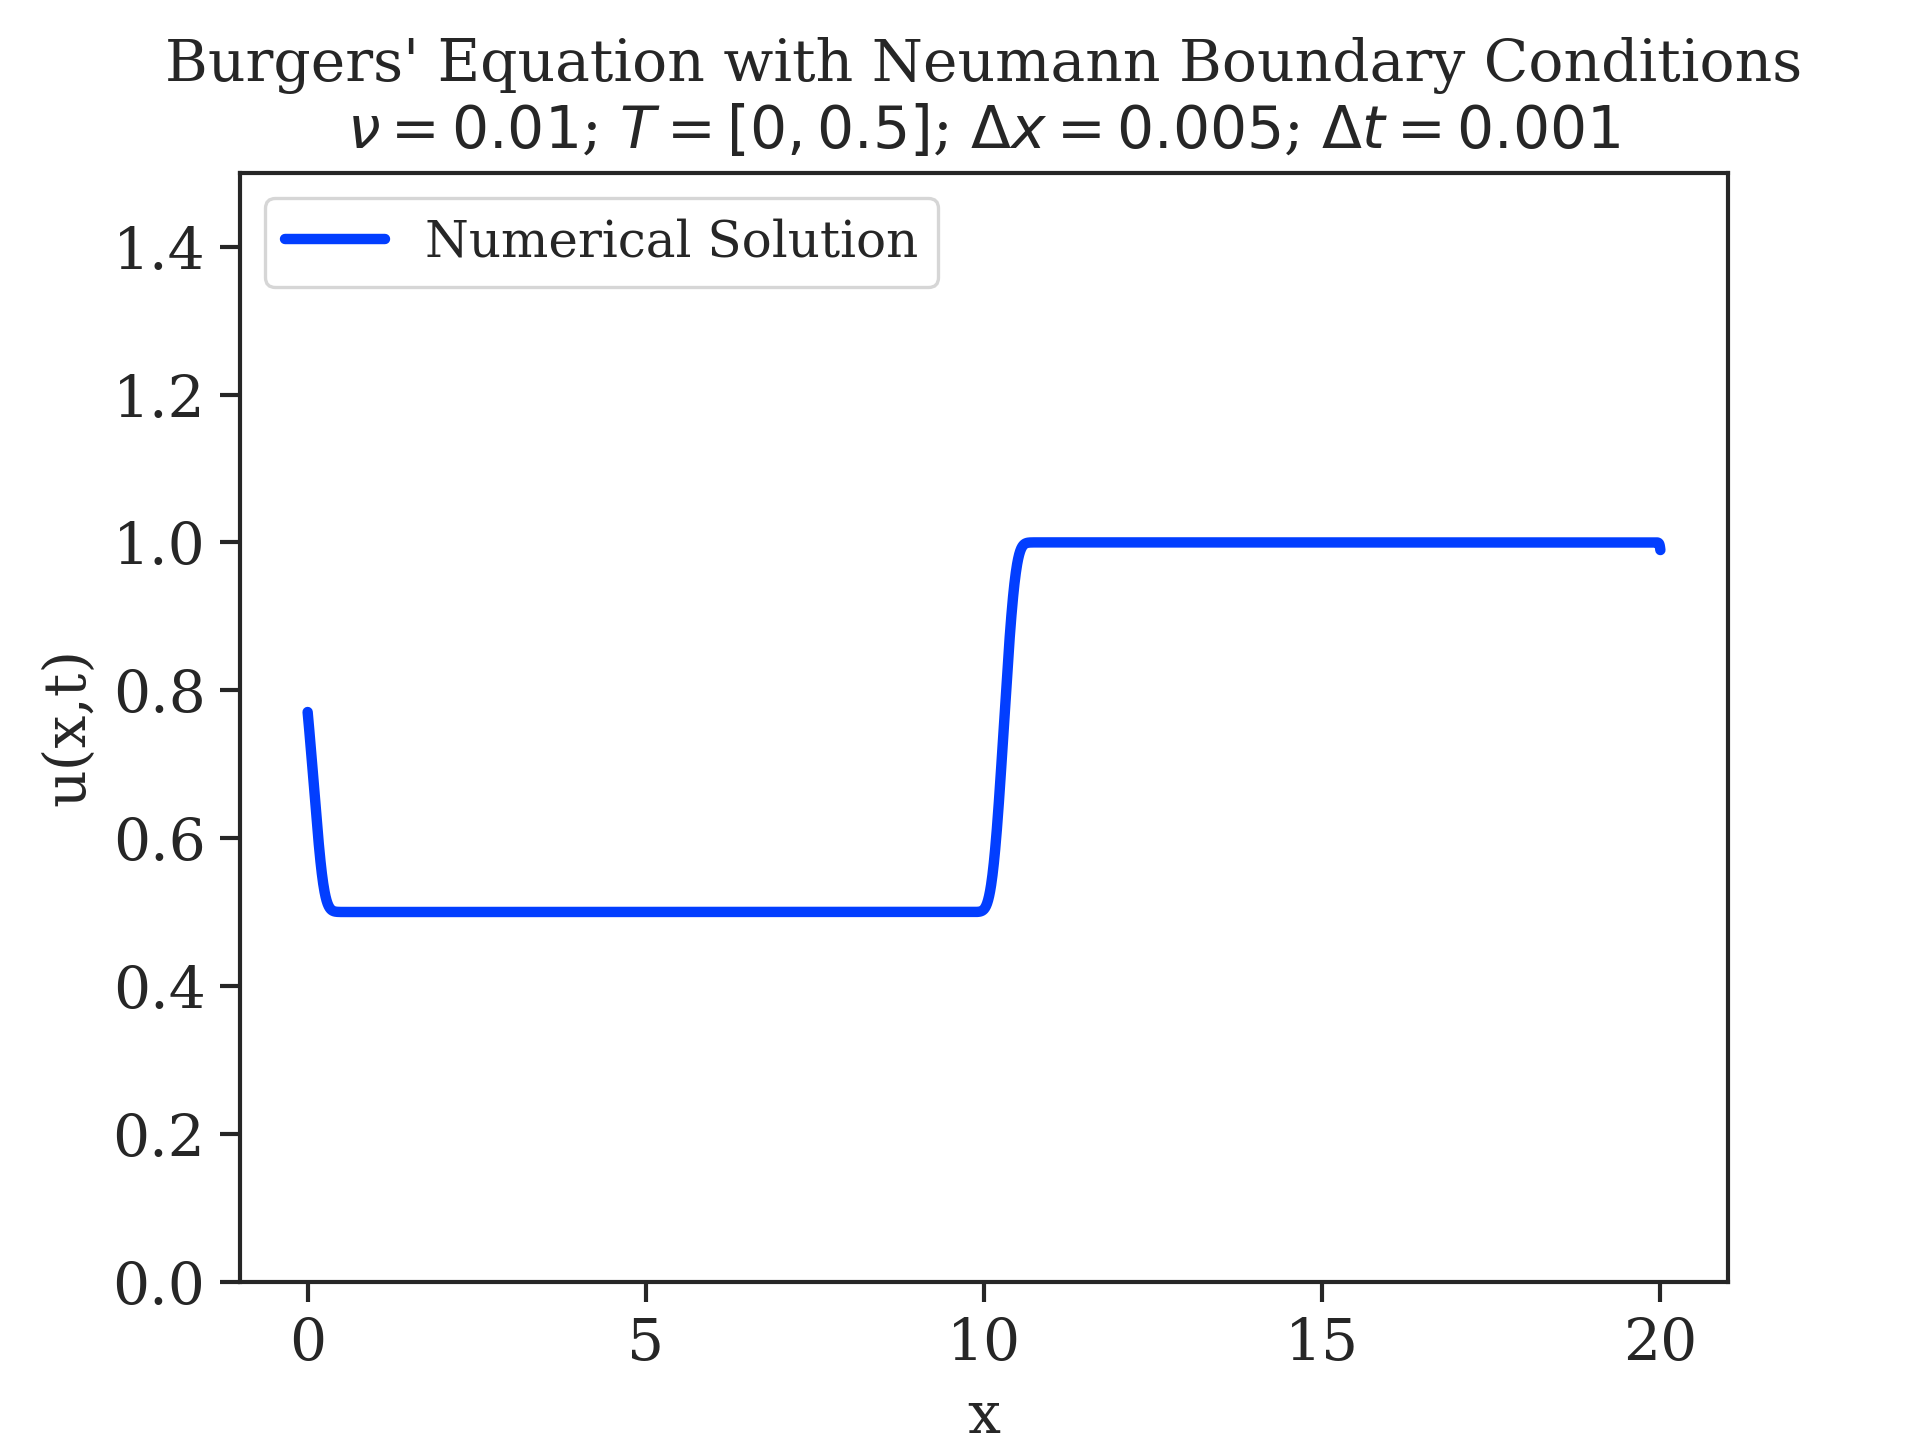 Burgers' Equation with Neumann Boundary Conditions
ν = 0.01; T = [0, 0.5]; Δx = 0.005; Δt = 0.001
Numerical Solution
1.4
1.2
1.0
0.8
0.6
0.4
0.2
0.0
u(x,t)
0 5 10 15 20
x